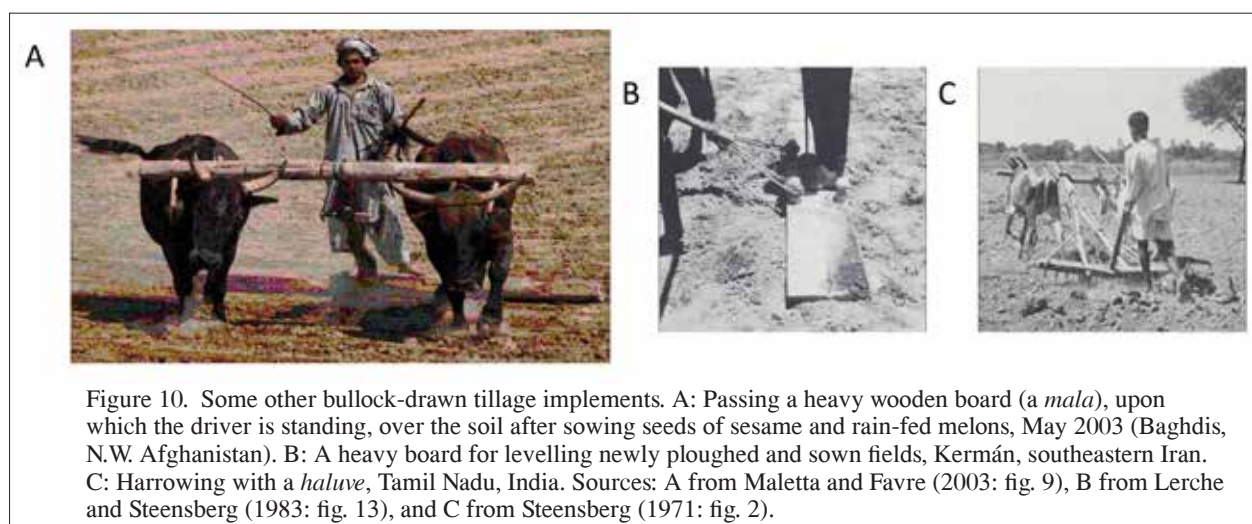 A
B
C
Figure 10. Some other bullock-drawn tillage implements. A: Passing a heavy wooden board (a mala), upon
which the driver is standing, over the soil after sowing seeds of sesame and rain-fed melons, May 2003 (Baghdis,
N.W. Afghanistan). B: A heavy board for levelling newly ploughed and sown fields, Kermán, southeastern Iran.
C: Harrowing with a haluve, Tamil Nadu, India. Sources: A from Maletta and Favre (2003: fig. 9), B from Lerche
and Steensberg (1983: fig. 13), and C from Steensberg (1971: fig. 2).